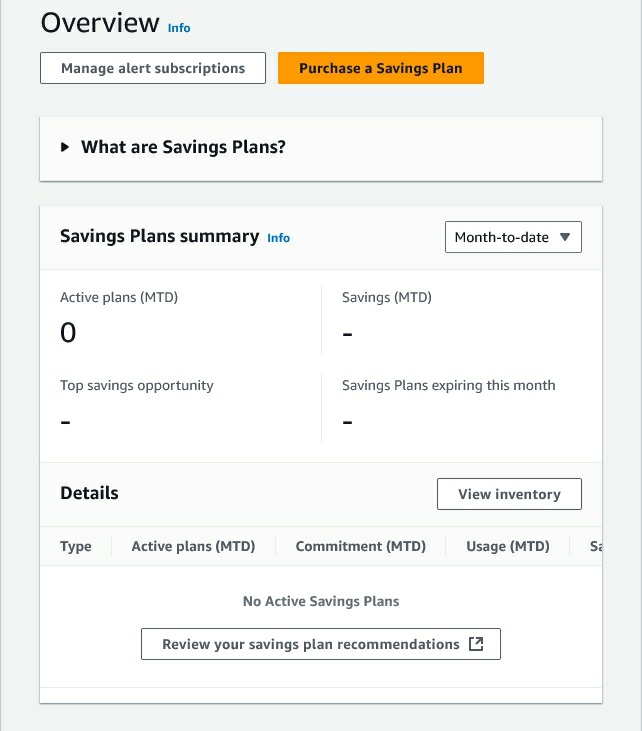 Overview Info
Manage alert subscriptions Purchase a Savings Plan
What are Savings Plans?
Savings Plans summary Info Month-to-date
Active plans (MTD) Savings (MTD)
0 -
Top savings opportunity Savings Plans expiring this month
- -
Details View inventory
Type Active plans (MTD) Commitment (MTD) Usage (MTD)
No Active Savings Plans
Review your savings plan recommendations